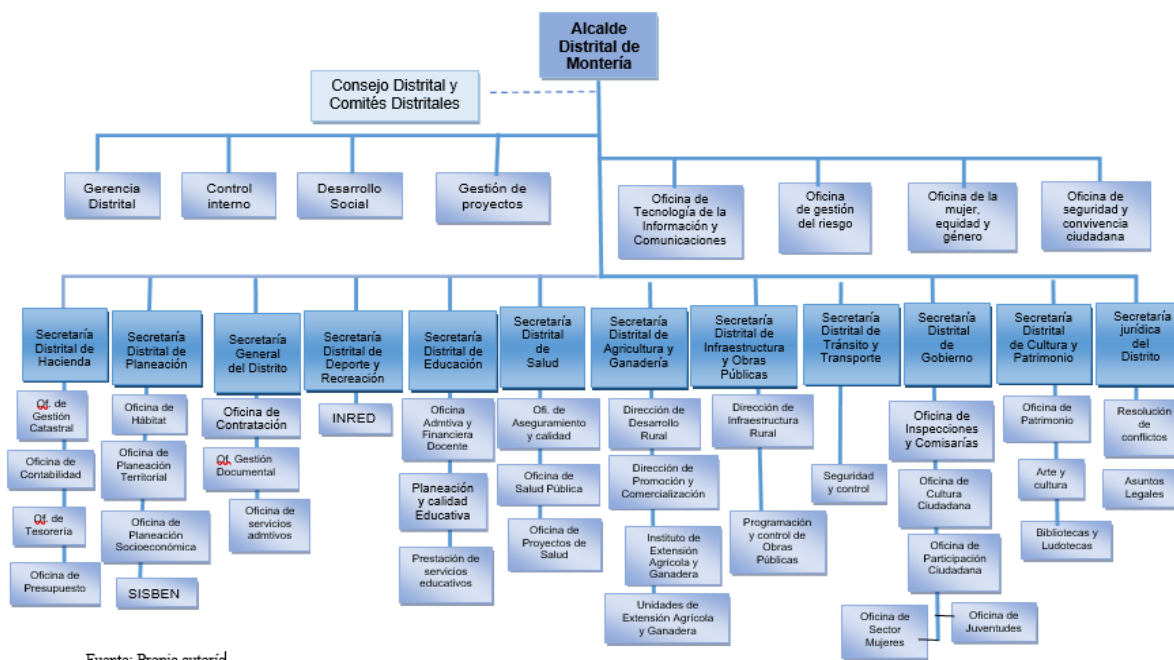 Alcalde
Distrital de
Montería
Consejo Distrital y
Comités Distritales
Gerencia
Distrital
Control
interno
Desarrollo
Social
Gestión de
proyectos
Oficina de
Tecnología de la
Información y
Comunicaciones
Oficina
de gestión
del riesgo
Oficina de la
mujer,
equidad y
género
Oficina de
seguridad y
convivencia
ciudadana
Secretaría
Distrital de
Hacienda
Secretaría
Distrital de
Planeación
Secretaría
General
del Distrito
Secretaría
Distrital de
Deporte y
Recreación
Secretaría
Distrital de
Educación
Secretaría
Distrital
de
Salud
Secretaría
Distrital de
Agricultura y
Ganadería
Secretaría
Distrital de
Infraestructura
y Obras
Públicas
Secretaría
Distrital de
Tránsito y
Transporte
Secretaría
Distrital
de
Gobierno
Secretaría
Distrital
de Cultura y
Patrimonio
Secretaría
jurídica
del
Distrito
Of. de
Gestión
Catastral
Oficina de
Contabilidad
Of. de
Tesorería
Oficina de
Presupuesto
Oficina de
Hábitat
Oficina de
Planeación
Territorial
Oficina de
Planeación
Socioeconómica
SISBEN
Oficina de
Contratación
Of. Gestión
Documental
Oficina de
servicios
admtivos
INRED
Oficina
Admtiva y
Financiera
Docente
Planeación
y calidad
Educativa
Prestación de
servicios
educativos
Ofi. de
Aseguramiento
y calidad
Oficina de
Salud Pública
Oficina de
Proyectos de
Salud
Dirección de
Desarrollo
Rural
Dirección de
Promoción y
Comercialización
Instituto de
Extensión
Agrícola y
Ganadera
Unidades de
Extensión Agrícola
y Ganadera
Dirección de
Infraestructura
Rural
Programación
y control de
Obras
Públicas
Seguridad
y control
Oficina de
Inspecciones
y Comisarías
Oficina de
Cultura
Ciudadana
Oficina de
Participación
Ciudadana
Oficina de
Sector
Mujeres
Oficina de
Juventudes
Oficina de
Patrimonio
Arte y
cultura
Bibliotecas y
Ludotecas
Resolución
de
conflictos
Asuntos
Legales
Fuente: Propia autoríd